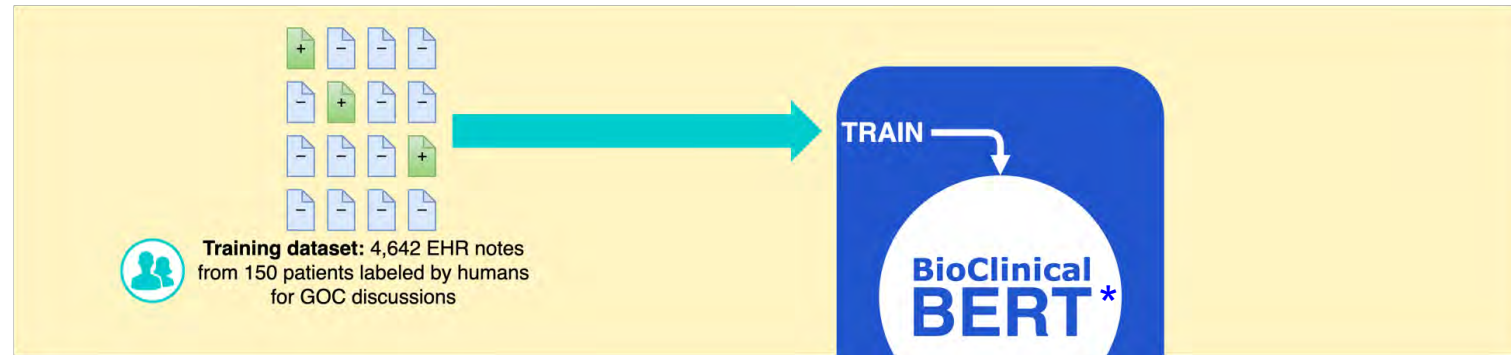 + - - -
- + - -
- - - +
- - - -
Training dataset: 4,642 EHR notes
from 150 patients labeled by humans
for GOC discussions
TRAIN
BioClinical
BERT*